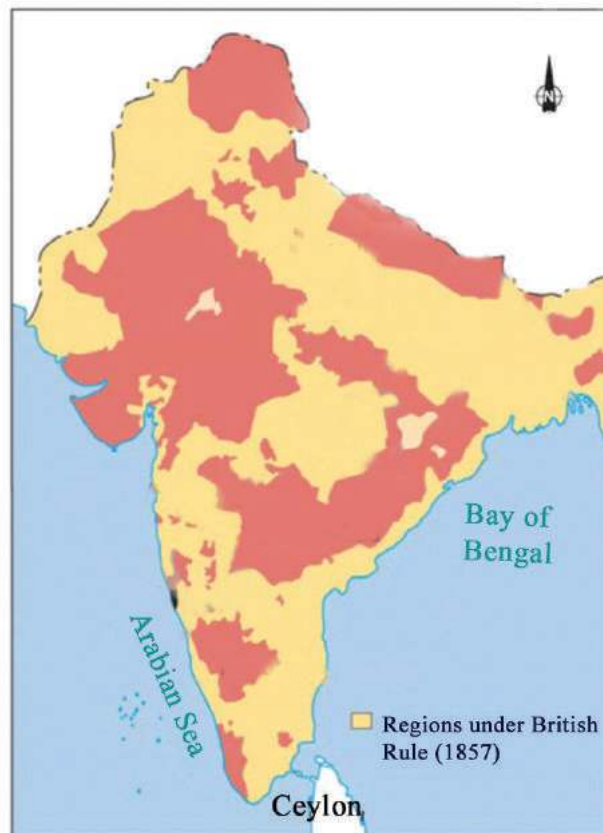 N
Bay of
Bengal
Arabian Sea
Regions under British
Rule (1857)
Ceylon